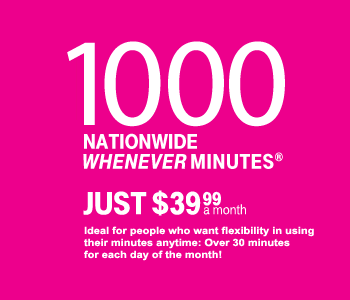 1000
NATIONWIDE
WHENEVER MINUTES®
JUST $39 99
a month
Ideal for people who want flexibility in using
their minutes anytime: Over 30 minutes
for each day of the month!